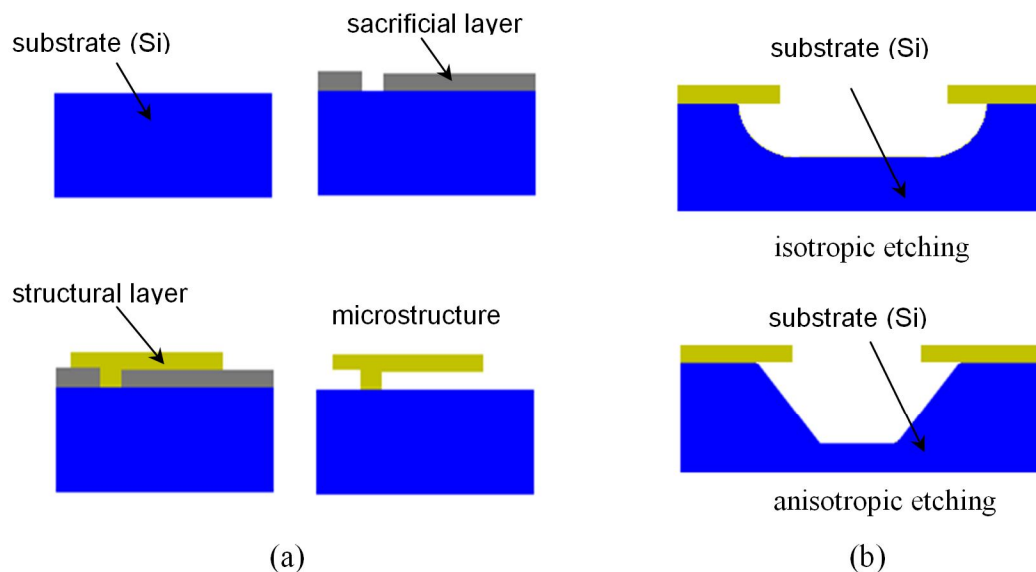 substrate (Si)
sacrificial layer
structural layer
microstructure
(a)
substrate (Si)
isotropic etching
substrate (Si)
anisotropic etching
(b)